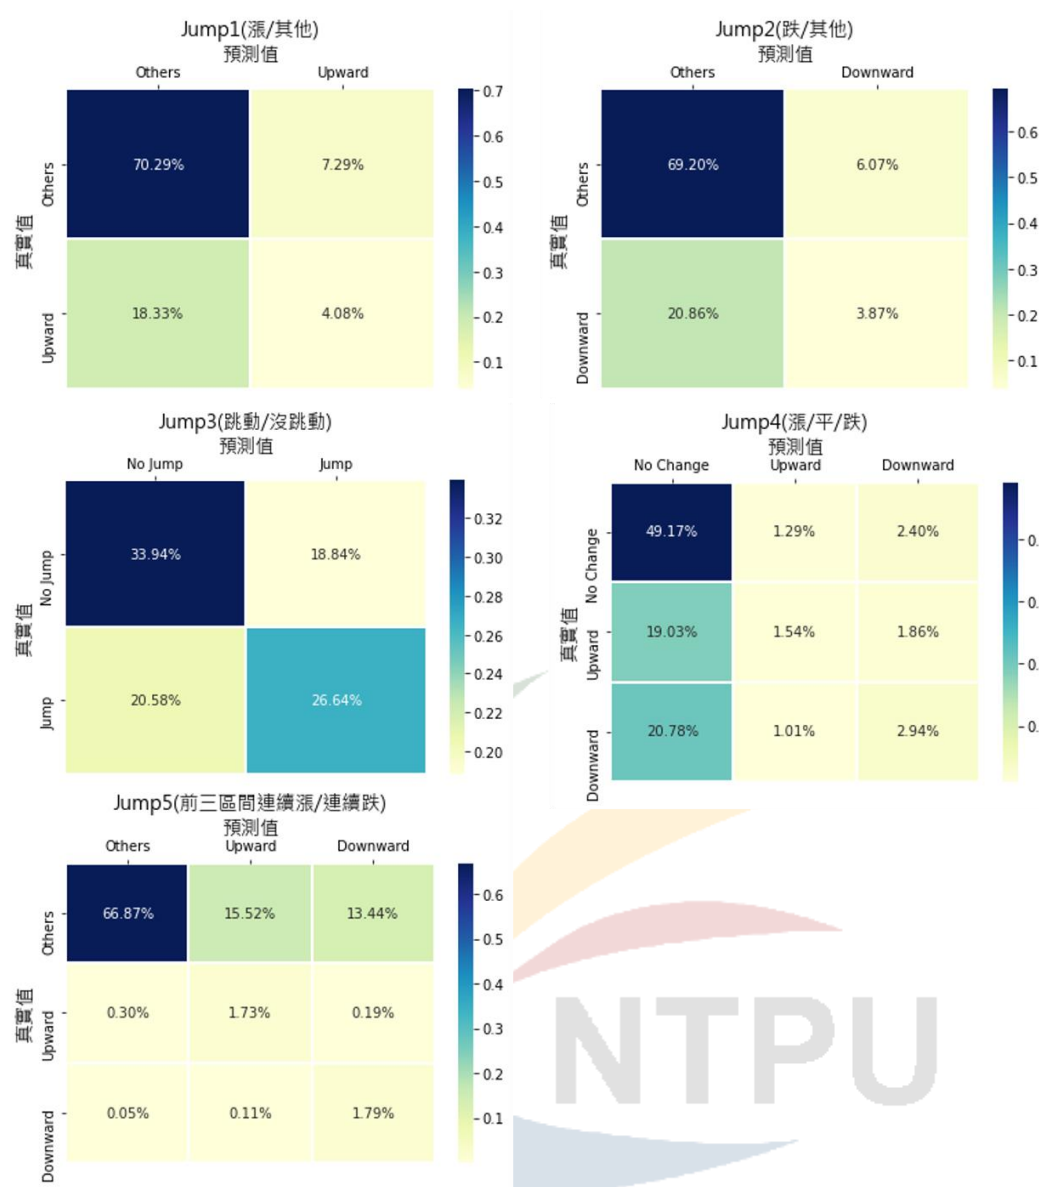 Jump1(漲/其他)
預測值
Others Upward
真實值
Others
70.29% 7.29%
Upward
18.33% 4.08%
0.7
0.6
0.5
0.4
0.3
0.2
0.1
Jump2(跌/其他)
預測值
Others Downward
真實值
Others
69.20% 6.07%
Downward
20.86% 3.87%
0.6
0.5
0.4
0.3
0.2
0.1
Jump3(跳動/沒跳動)
預測值
No Jump Jump
真實值
No Jump
33.94% 18.84%
Jump
20.58% 26.64%
0.32
0.30
0.28
0.26
0.24
0.22
0.20
Jump4(漲/平/跌)
預測值
No Change Upward Downward
真實值
No Change
49.17% 1.29% 2.40%
Upward
19.03% 1.54% 1.86%
Downward
20.78% 1.01% 2.94%
0.
0.
0.
0.
Jump5(前三區間連續漲/連續跌)
預測值
Others Upward Downward
真實值
Others
66.87% 15.52% 13.44%
Upward
0.30% 1.73% 0.19%
Downward
0.05% 0.11% 1.79%
0.6
0.5
0.4
0.3
0.2
0.1
NTPU